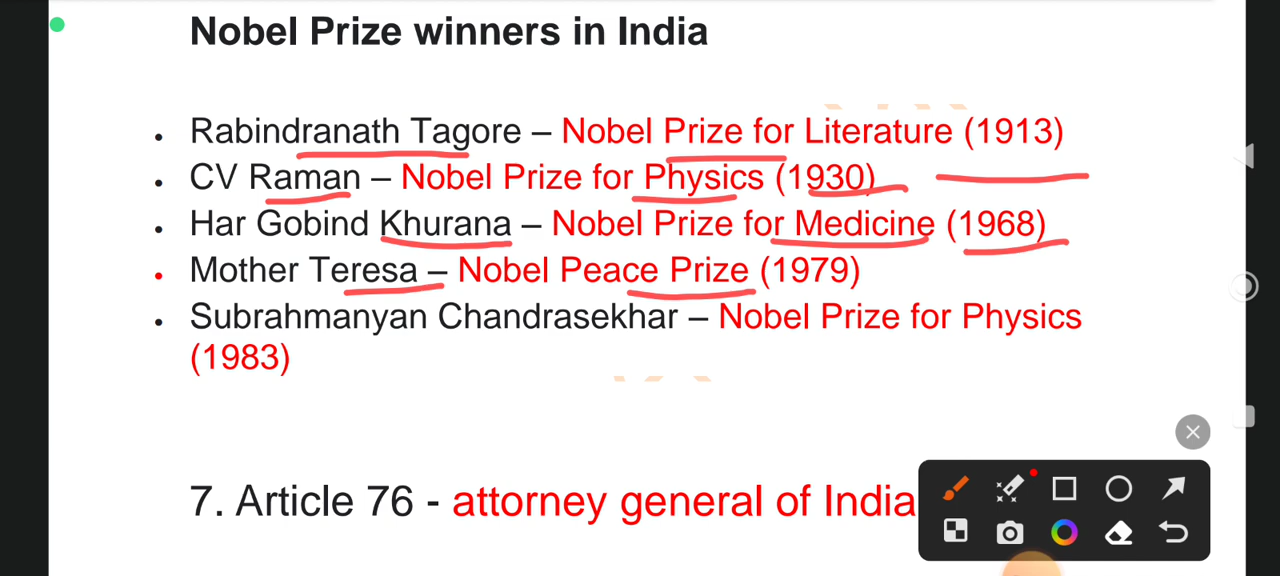 Nobel Prize winners in India
• Rabindranath Tagore – Nobel Prize for Literature (1913)
• CV Raman – Nobel Prize for Physics (1930)
• Har Gobind Khurana – Nobel Prize for Medicine (1968)
• Mother Teresa – Nobel Peace Prize (1979)
• Subrahmanyan Chandrasekhar – Nobel Prize for Physics
(1983)
7. Article 76 - attorney general of India